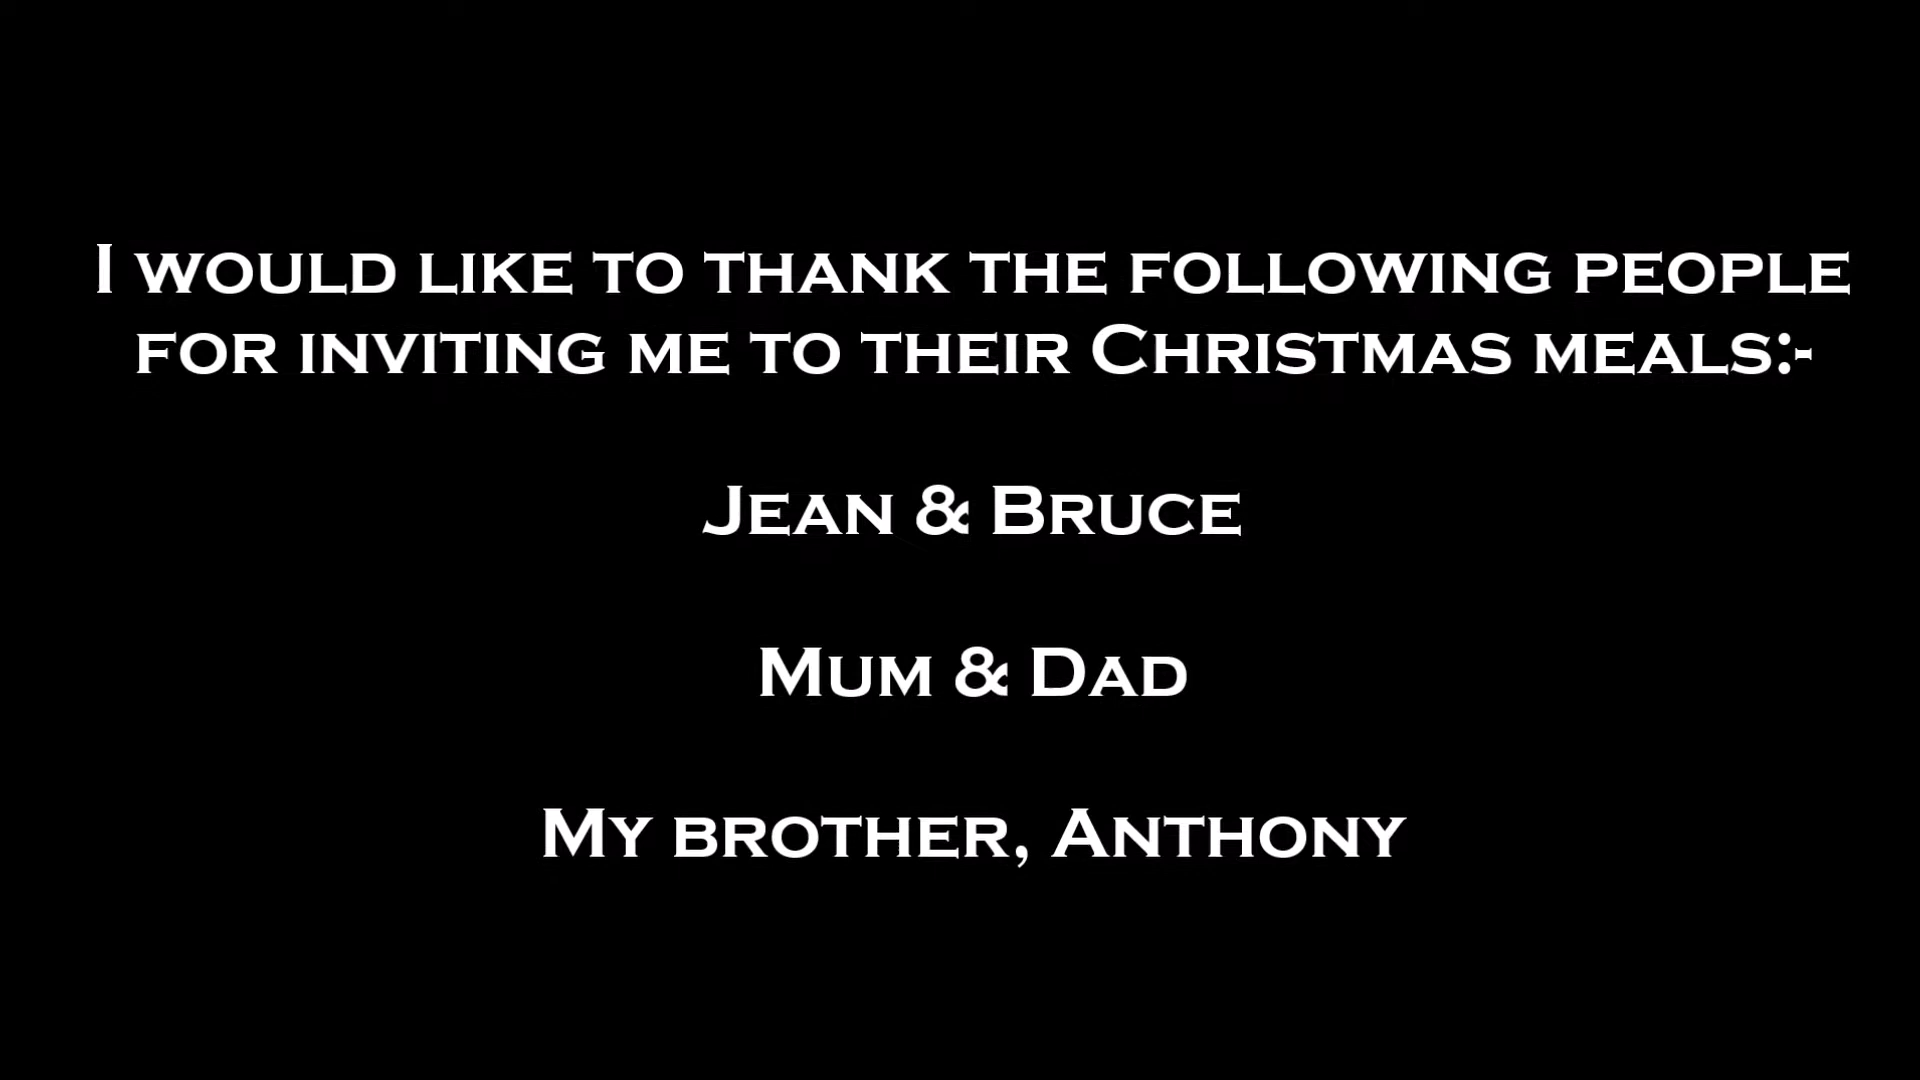 I would like to thank the following people
for inviting me to their Christmas meals:-
Jean & Bruce
Mum & Dad
My brother, Anthony